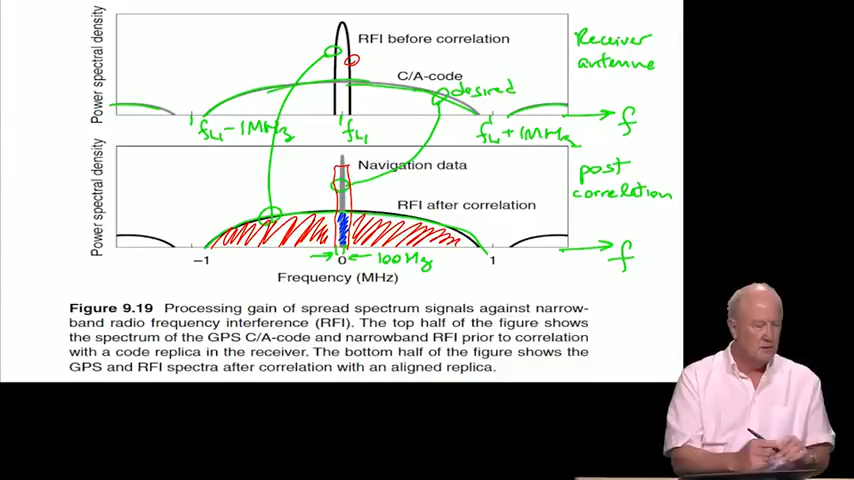 Power spectral density
RFI before correlation
C/A-code
desired
Receiver
antenne
fL1-1MHz
fL1
fL1+1MHz
f
Power spectral density
Navigation data
RFI after correlation
post
correlation
f
-1
0
100Hz
1
Frequency (MHz)
Figure 9.19 Processing gain of spread spectrum signals against narrow-
band radio frequency interference (RFI). The top half of the figure shows
the spectrum of the GPS C/A-code and narrowband RFI prior to correlation
with a code replica in the receiver. The bottom half of the figure shows the
GPS and RFI spectra after correlation with an aligned replica.